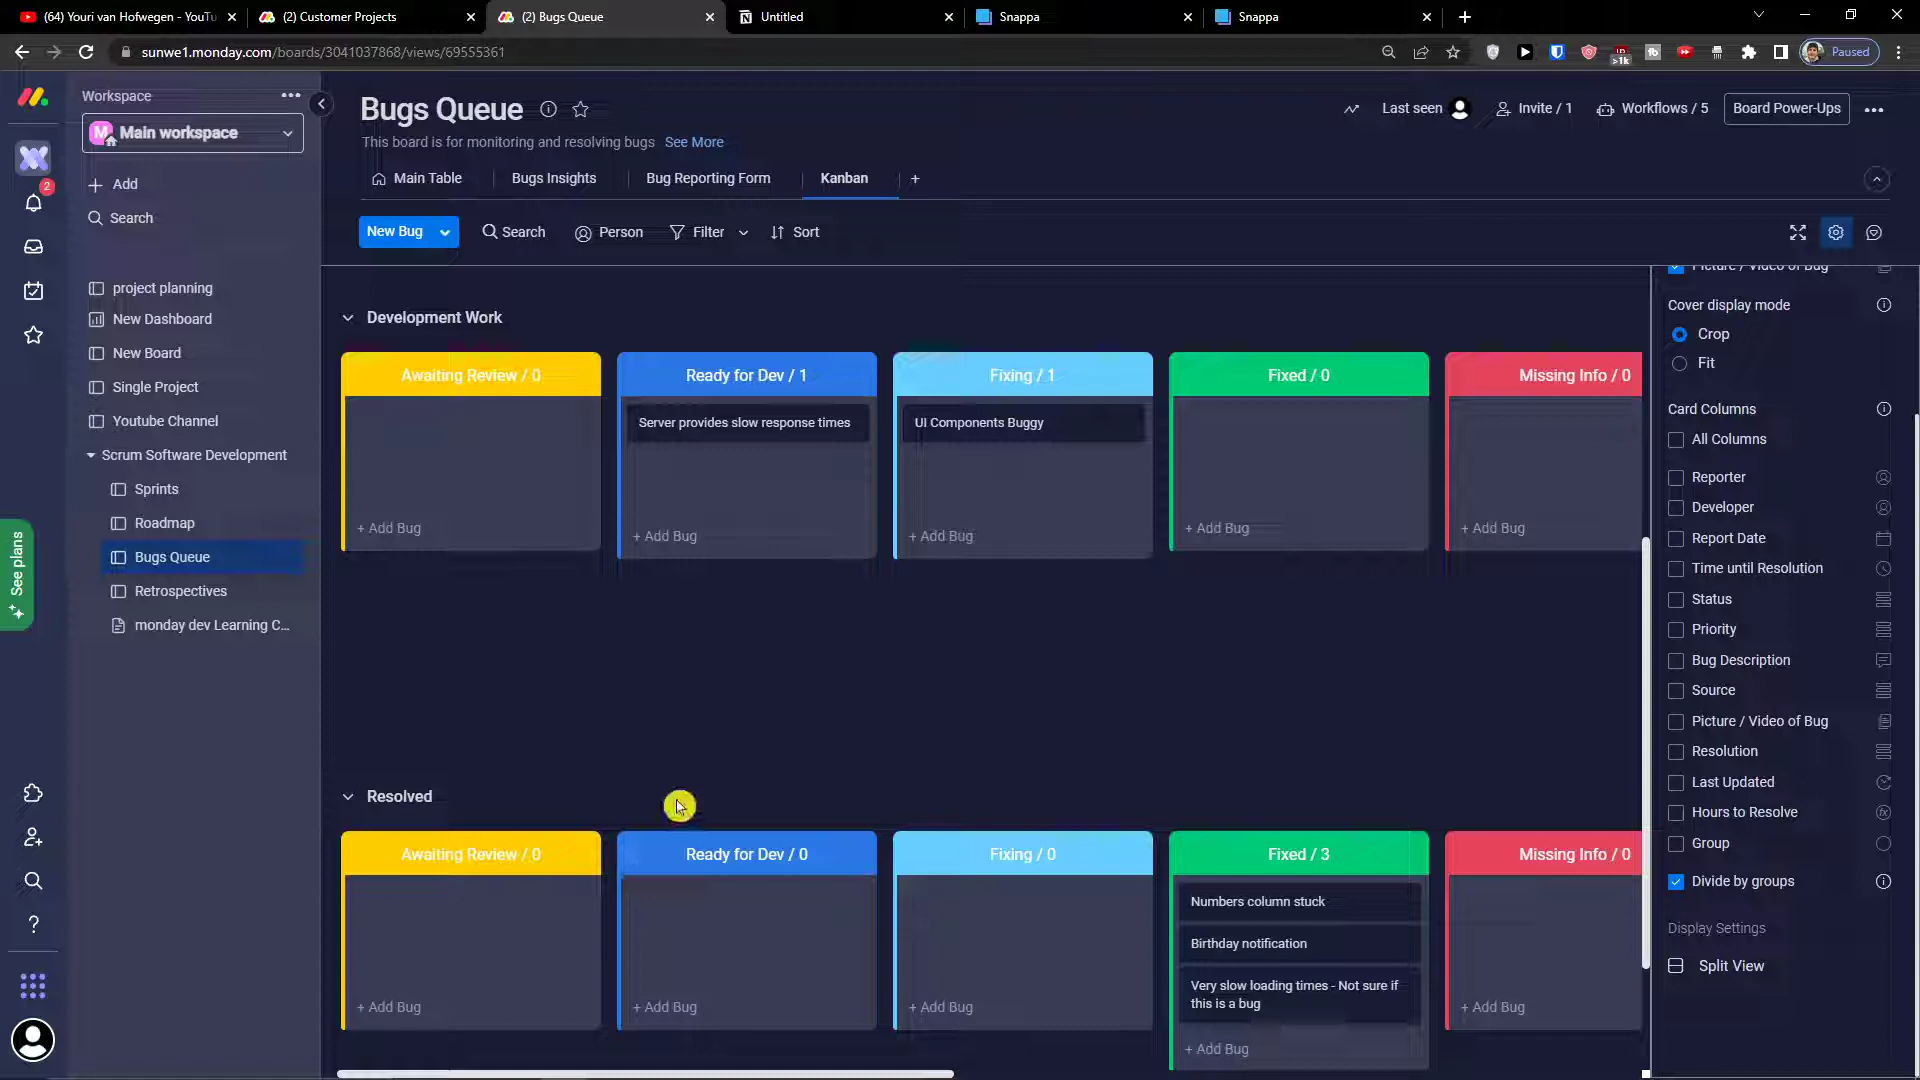 (64) Youri van Hofwegen - YouTu
(2) Customer Projects
(2) Bugs Queue
Untitled
Snappa
Snappa
sunwe1.monday.com/boards/3041037868/views/69555361
>1k
Paused
Workspace
M
Main workspace
Add
Search
project planning
New Dashboard
New Board
Single Project
Youtube Channel
Scrum Software Development
Sprints
Roadmap
Bugs Queue
Retrospectives
monday dev Learning C...
2
See plans
Bugs Queue
Last seen
Invite / 1
Workflows / 5
Board Power-Ups
This board is for monitoring and resolving bugs See More
Main Table
Bugs Insights
Bug Reporting Form
Kanban
New Bug
Search
Person
Filter
Sort
Development Work
Awaiting Review / 0
Ready for Dev / 1
Fixing / 1
Fixed / 0
Missing Info / 0
Server provides slow response times
UI Components Buggy
+ Add Bug
+ Add Bug
+ Add Bug
+ Add Bug
+ Add Bug
Resolved
Awaiting Review / 0
Ready for Dev / 0
Fixing / 0
Fixed / 3
Missing Info / 0
Numbers column stuck
Birthday notification
Very slow loading times - Not sure if
this is a bug
+ Add Bug
+ Add Bug
+ Add Bug
+ Add Bug
+ Add Bug
Picture / Video of Bug
Cover display mode
Crop
Fit
Card Columns
All Columns
Reporter
Developer
Report Date
Time until Resolution
Status
Priority
Bug Description
Source
Picture / Video of Bug
Resolution
Last Updated
Hours to Resolve
Group
Divide by groups
Display Settings
Split View